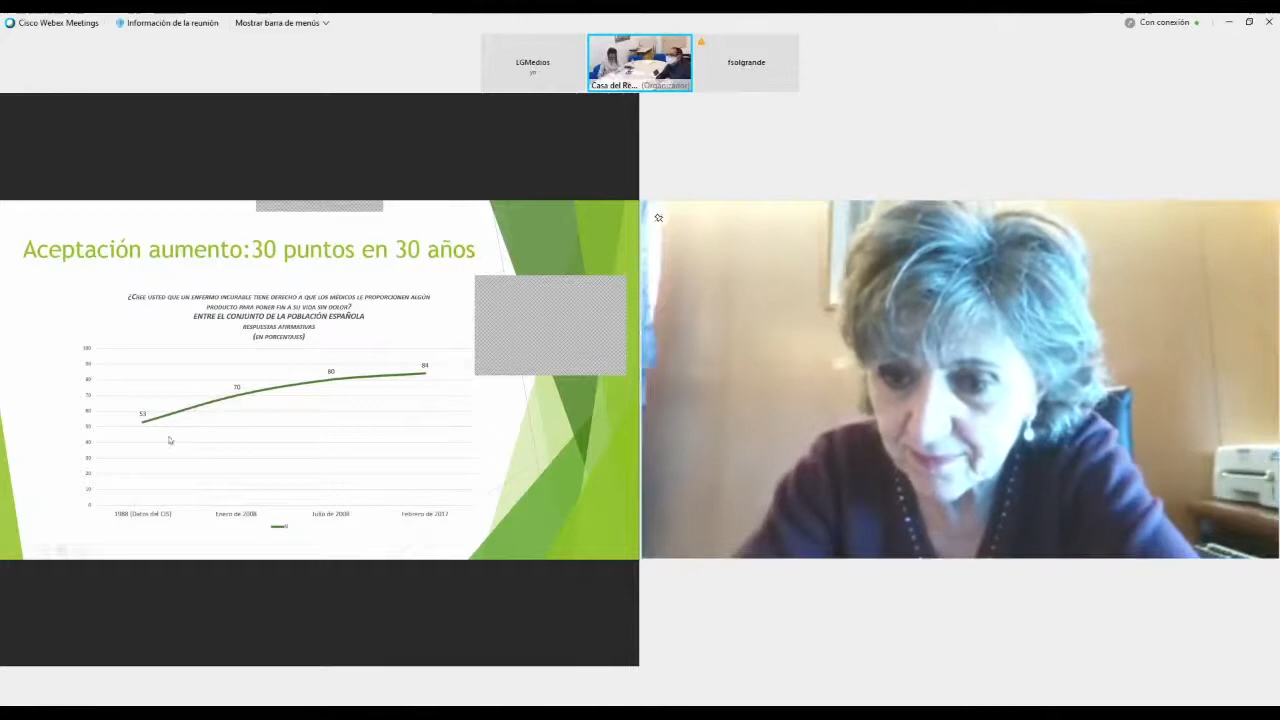 Cisco Webex Meetings
Información de la reunión
Mostrar barra de menús
Con conexión
LGMedios
yo
Casa del Re... (Organizador)
fsolgrande
Aceptación aumento:30 puntos en 30 años
¿CREE USTED QUE UN ENFERMO INCURABLE TIENE DERECHO A QUE LOS MÉDICOS LE PROPORCIONEN ALGÚN
PRODUCTO PARA PONER FIN A SU VIDA SIN DOLOR?
ENTRE EL CONJUNTO DE LA POBLACIÓN ESPAÑOLA
RESPUESTAS AFIRMATIVAS
(EN PORCENTAJES)
100
90
80
70
60
50
40
30
20
10
0
53
70
80
84
1988 (Datos del CIS)
Enero de 2008
Julio de 2008
Febrero de 2017